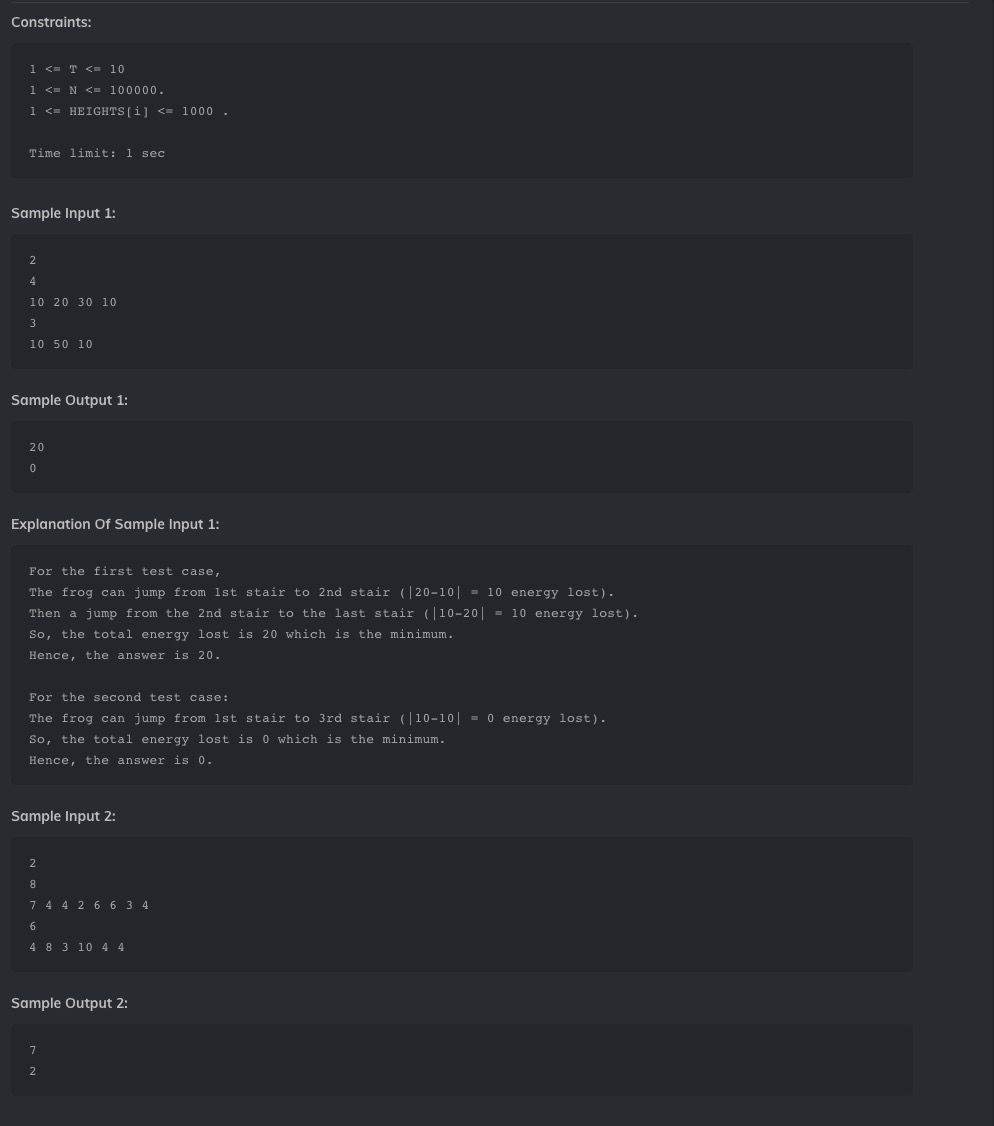 Constraints:
1 <= T <= 10
1 <= N <= 100000.
1 <= HEIGHTS[i] <= 1000 .
Time limit: 1 sec
Sample Input 1:
2
4
10 20 30 10
3
10 50 10
Sample Output 1:
20
0
Explanation Of Sample Input 1:
For the first test case,
The frog can jump from 1st stair to 2nd stair (|20-10| = 10 energy lost).
Then a jump from the 2nd stair to the last stair (|10-20| = 10 energy lost).
So, the total energy lost is 20 which is the minimum.
Hence, the answer is 20.
For the second test case:
The frog can jump from 1st stair to 3rd stair (|10-10| = 0 energy lost).
So, the total energy lost is 0 which is the minimum.
Hence, the answer is 0.
Sample Input 2:
2
8
7 4 4 2 6 6 3 4
6
4 8 3 10 4 4
Sample Output 2:
7
2